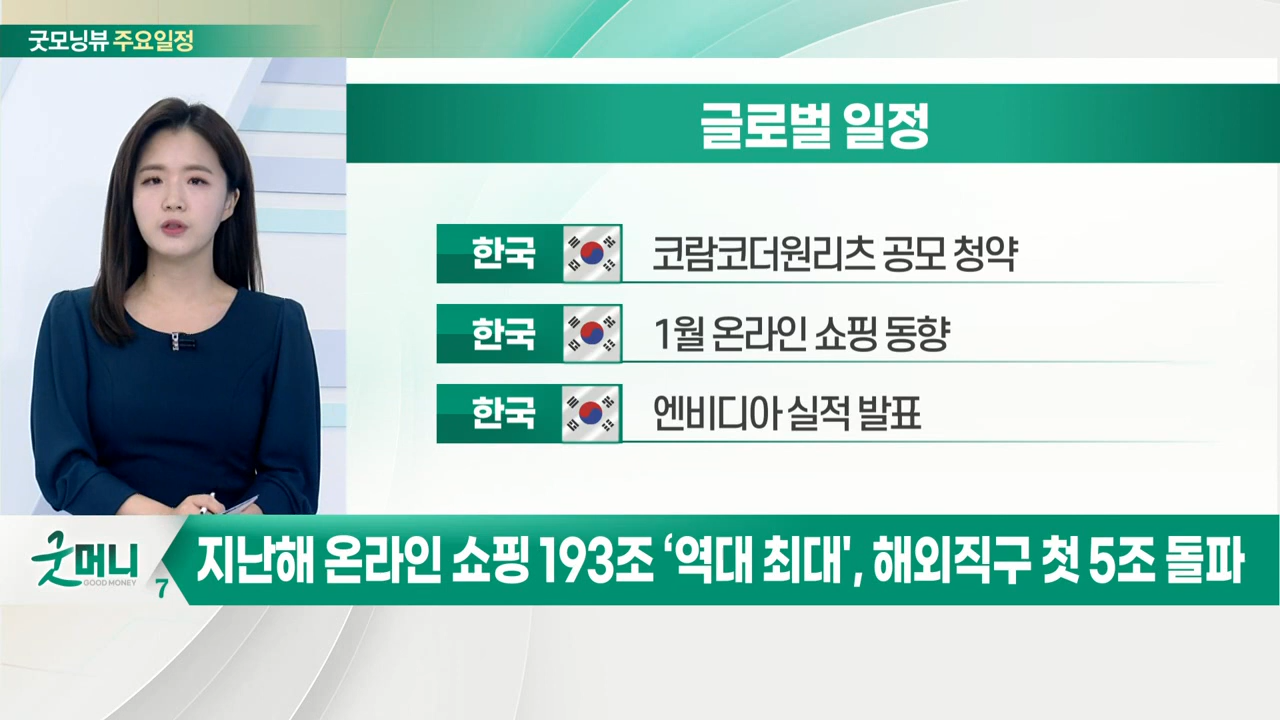 굿모닝뷰 주요일정
글로벌 일정
한국 코람코더원리츠 공모 청약
한국 1월 온라인 쇼핑 동향
한국 엔비디아 실적 발표
굿머니
GOOD MONEY
7
지난해 온라인 쇼핑 193조 ‘역대 최대', 해외직구 첫 5조 돌파